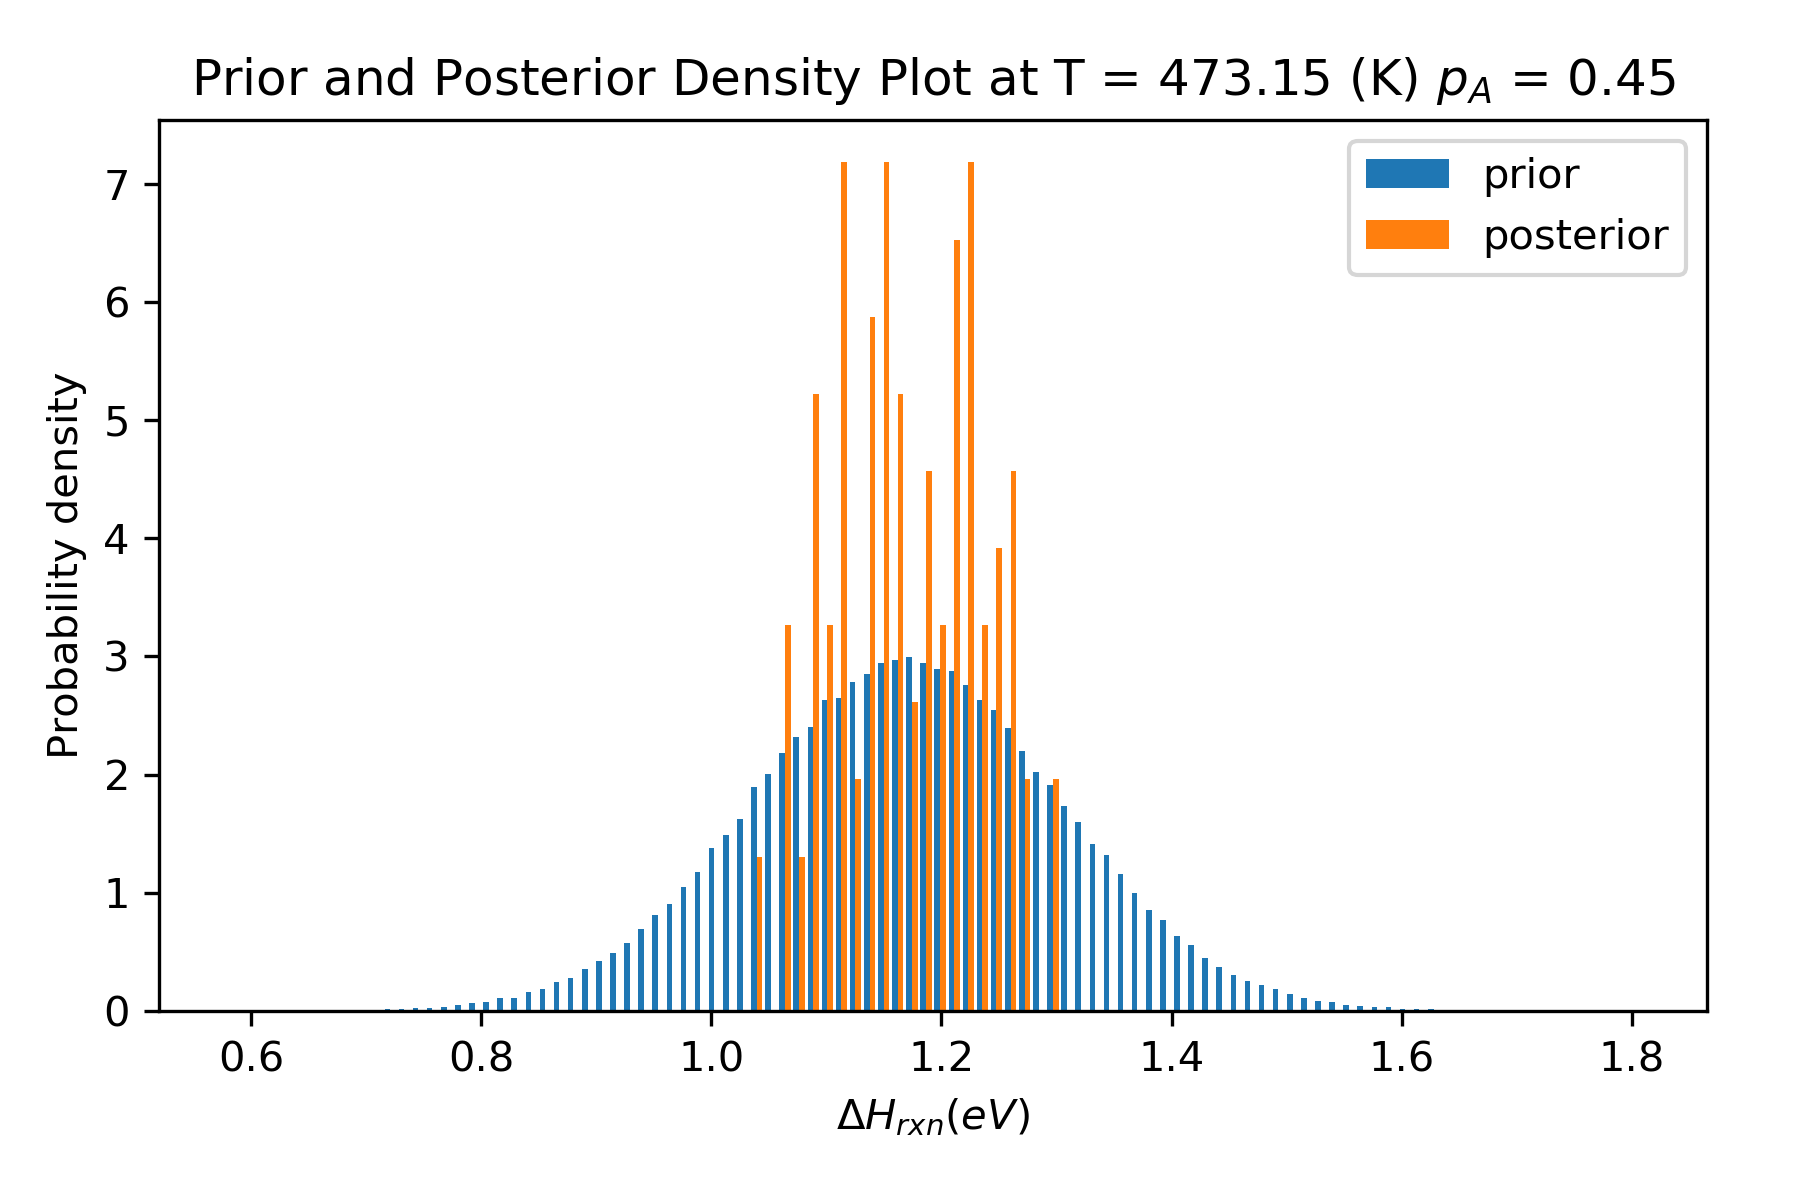 Prior and Posterior Density Plot at T = 473.15 (K) p_A = 0.45
prior
posterior
Probability density
7
6
5
4
3
2
1
0
0.6 0.8 1.0 1.2 1.4 1.6 1.8
ΔH_rxn(eV)